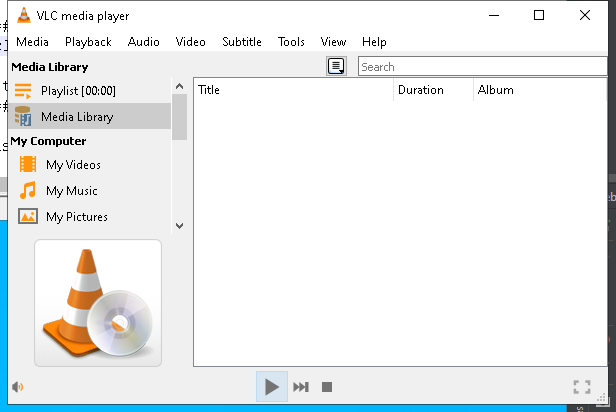 VLC media player
Media Playback Audio Video Subtitle Tools View Help
Media Library
Search
Playlist [00:00]
Title Duration Album
Media Library
My Computer
My Videos
My Music
My Pictures